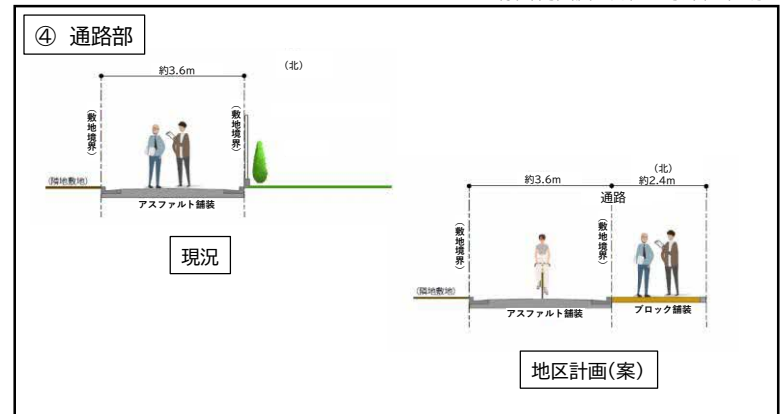 ④ 通路部
約3.6m
(北)
(敷地境界)
(敷地境界)
(隣地敷地)
アスファルト舗装
現況
(北)
約3.6m
約2.4m
通路
(敷地境界)
(敷地境界)
(隣地敷地)
アスファルト舗装
ブロック舗装
地区計画(案)